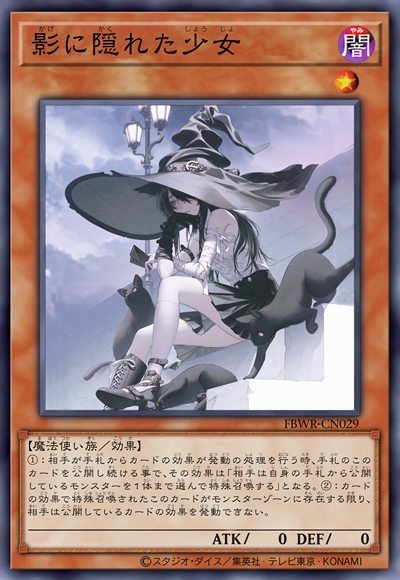 影に隠れた少女
闇
FBWR-CN029
【魔法使い族／効果】
①：相手が手札からカードの効果が発動の処理を行う時、手札のこの
カードを公開し続ける事で、その効果は「相手は自身の手札から公開
しているモンスターを１体まで選んで特殊召喚する」となる。②：カード
の効果で特殊召喚されたこのカードがモンスターゾーンに存在する限り、
相手は公開しているカードの効果を発動できない。
ATK/ 0 DEF/ 0
©スタジオ・ダイス／集英社・テレビ東京・KONAMI